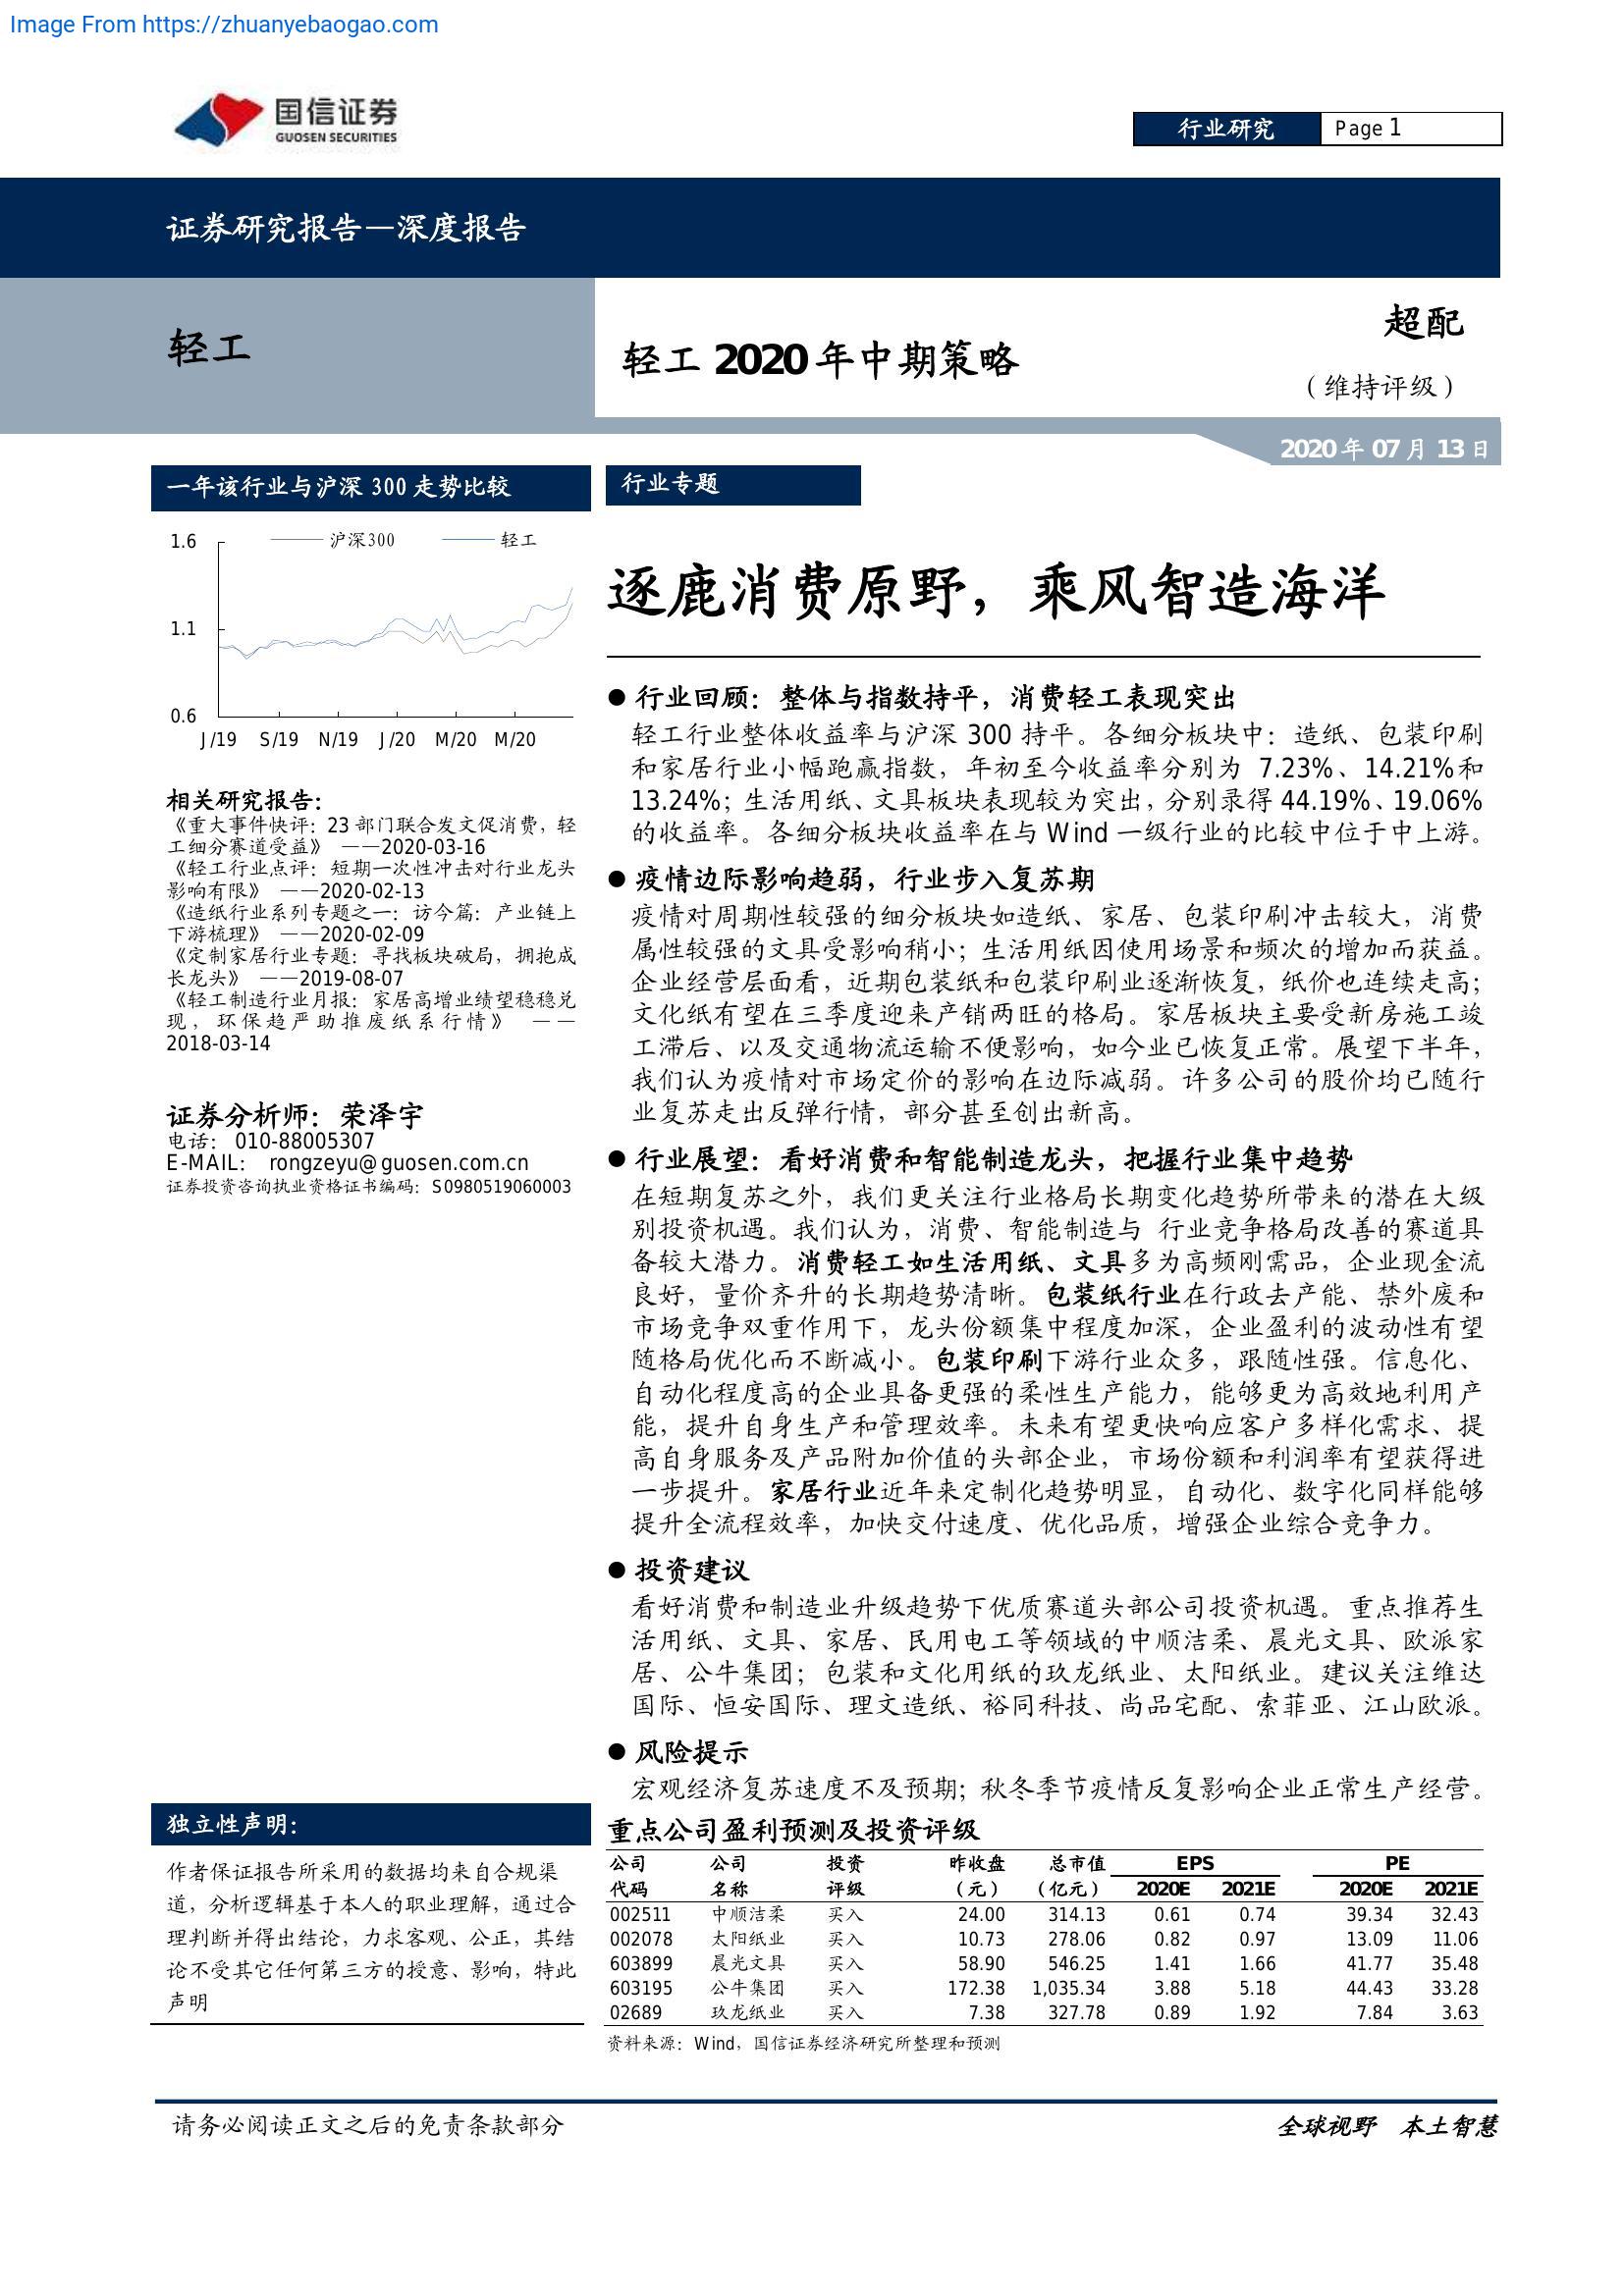 Image From https://zhuanyebaogao.com
国信证券
GUOSEN SECURITIES
行业研究
Page 1
证券研究报告—深度报告
轻工
轻工 2020 年中期策略
超配
（维持评级）
2020 年 07 月 13 日
一年该行业与沪深 300 走势比较
沪深300 轻工
1.6
1.1
0.6
J/19 S/19 N/19 J/20 M/20 M/20
相关研究报告：
《重大事件快评：23 部门联合发文促消费，轻
工细分赛道受益》 ——2020-03-16
《轻工行业点评：短期一次性冲击对行业龙头
影响有限》 ——2020-02-13
《造纸行业系列专题之一：访今篇：产业链上
下游梳理》 ——2020-02-09
《定制家居行业专题：寻找板块破局，拥抱成
长龙头》 ——2019-08-07
《轻工制造行业月报：家居高增业绩望稳稳兑
现，环保趋严助推废纸系行情》 ——
2018-03-14
证券分析师：荣泽宇
电话： 010-88005307
E-MAIL： rongzeyu@guosen.com.cn
证券投资咨询执业资格证书编码：S0980519060003
独立性声明：
作者保证报告所采用的数据均来自合规渠
道，分析逻辑基于本人的职业理解，通过合
理判断并得出结论，力求客观、公正，其结
论不受其它任何第三方的授意、影响，特此
声明
行业专题
逐鹿消费原野，乘风智造海洋
● 行业回顾：整体与指数持平，消费轻工表现突出
轻工行业整体收益率与沪深 300 持平。各细分板块中：造纸、包装印刷
和家居行业小幅跑赢指数，年初至今收益率分别为 7.23%、14.21%和
13.24%；生活用纸、文具板块表现较为突出，分别录得 44.19%、19.06%
的收益率。各细分板块收益率在与 Wind 一级行业的比较中位于中上游。
● 疫情边际影响趋弱，行业步入复苏期
疫情对周期性较强的细分板块如造纸、家居、包装印刷冲击较大，消费
属性较强的文具受影响稍小；生活用纸因使用场景和频次的增加而获益。
企业经营层面看，近期包装纸和包装印刷业逐渐恢复，纸价也连续走高；
文化纸有望在三季度迎来产销两旺的格局。家居板块主要受新房施工竣
工滞后、以及交通物流运输不便影响，如今业已恢复正常。展望下半年，
我们认为疫情对市场定价的影响在边际减弱。许多公司的股价均已随行
业复苏走出反弹行情，部分甚至创出新高。
● 行业展望：看好消费和智能制造龙头，把握行业集中趋势
在短期复苏之外，我们更关注行业格局长期变化趋势所带来的潜在大级
别投资机遇。我们认为，消费、智能制造与 行业竞争格局改善的赛道具
备较大潜力。消费轻工如生活用纸、文具多为高频刚需品，企业现金流
良好，量价齐升的长期趋势清晰。包装纸行业在行政去产能、禁外废和
市场竞争双重作用下，龙头份额集中程度加深，企业盈利的波动性有望
随格局优化而不断减小。包装印刷下游行业众多，跟随性强。信息化、
自动化程度高的企业具备更强的柔性生产能力，能够更为高效地利用产
能，提升自身生产和管理效率。未来有望更快响应客户多样化需求、提
高自身服务及产品附加价值的头部企业，市场份额和利润率有望获得进
一步提升。家居行业近年来定制化趋势明显，自动化、数字化同样能够
提升全流程效率，加快交付速度、优化品质，增强企业综合竞争力。
● 投资建议
看好消费和制造业升级趋势下优质赛道头部公司投资机遇。重点推荐生
活用纸、文具、家居、民用电工等领域的中顺洁柔、晨光文具、欧派家
居、公牛集团；包装和文化用纸的玖龙纸业、太阳纸业。建议关注维达
国际、恒安国际、理文造纸、裕同科技、尚品宅配、索菲亚、江山欧派。
● 风险提示
宏观经济复苏速度不及预期；秋冬季节疫情反复影响企业正常生产经营。
重点公司盈利预测及投资评级
公司 公司 投资 昨收盘 总市值 EPS PE
代码 名称 评级 （元） （亿元） 2020E 2021E 2020E 2021E
002511 中顺洁柔 买入 24.00 314.13 0.61 0.74 39.34 32.43
002078 太阳纸业 买入 10.73 278.06 0.82 0.97 13.09 11.06
603899 晨光文具 买入 58.90 546.25 1.41 1.66 41.77 35.48
603195 公牛集团 买入 172.38 1,035.34 3.88 5.18 44.43 33.28
02689 玖龙纸业 买入 7.38 327.78 0.89 1.92 7.84 3.63
资料来源：Wind，国信证券经济研究所整理和预测
请务必阅读正文之后的免责条款部分
全球视野 本土智慧